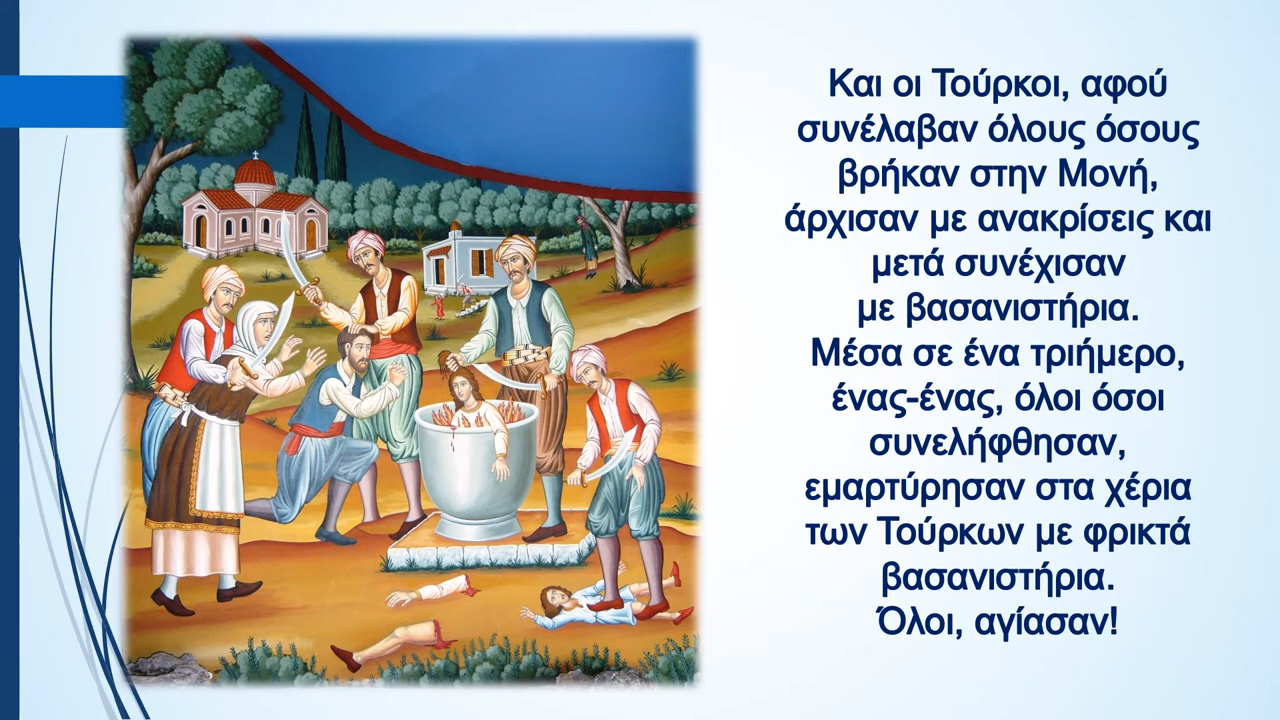 Και οι Τούρκοι, αφού
συνέλαβαν όλους όσους
βρήκαν στην Μονή,
άρχισαν με ανακρίσεις και
μετά συνέχισαν
με βασανιστήρια.
Μέσα σε ένα τριήμερο,
ένας-ένας, όλοι όσοι
συνελήφθησαν,
εμαρτύρησαν στα χέρια
των Τούρκων με φρικτά
βασανιστήρια.
Όλοι, αγίασαν!